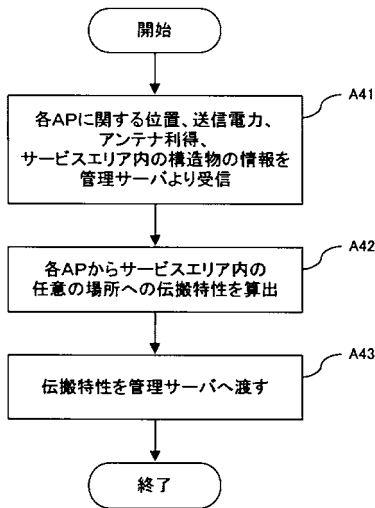 開始
A41
各APに関する位置、送信電力、
アンテナ利得、
サービスエリア内の構造物の情報を
管理サーバより受信
A42
各APからサービスエリア内の
任意の場所への伝搬特性を算出
A43
伝搬特性を管理サーバへ渡す
終了